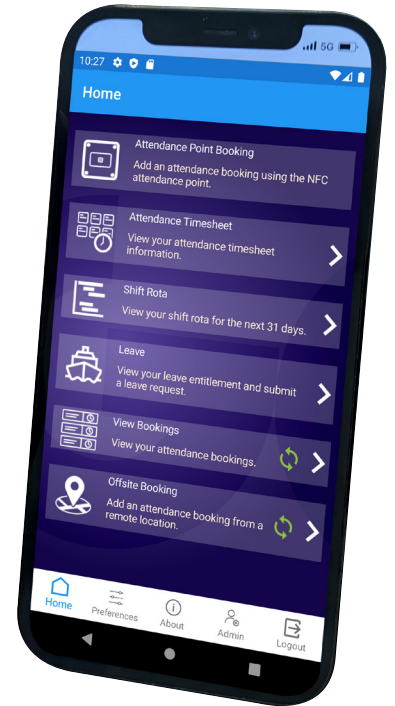 5G
10:27
Home
Attendance Point Booking
Add an attendance booking using the NFC
attendance point.
Attendance Timesheet
View your attendance timesheet
information.
Shift Rota
View your shift rota for the next 31 days.
Leave
View your leave entitlement and submit
a leave request.
View Bookings
View your attendance bookings.
Offsite Booking
Add an attendance booking from a
remote location.
Home
Preferences
About
Admin
Logout